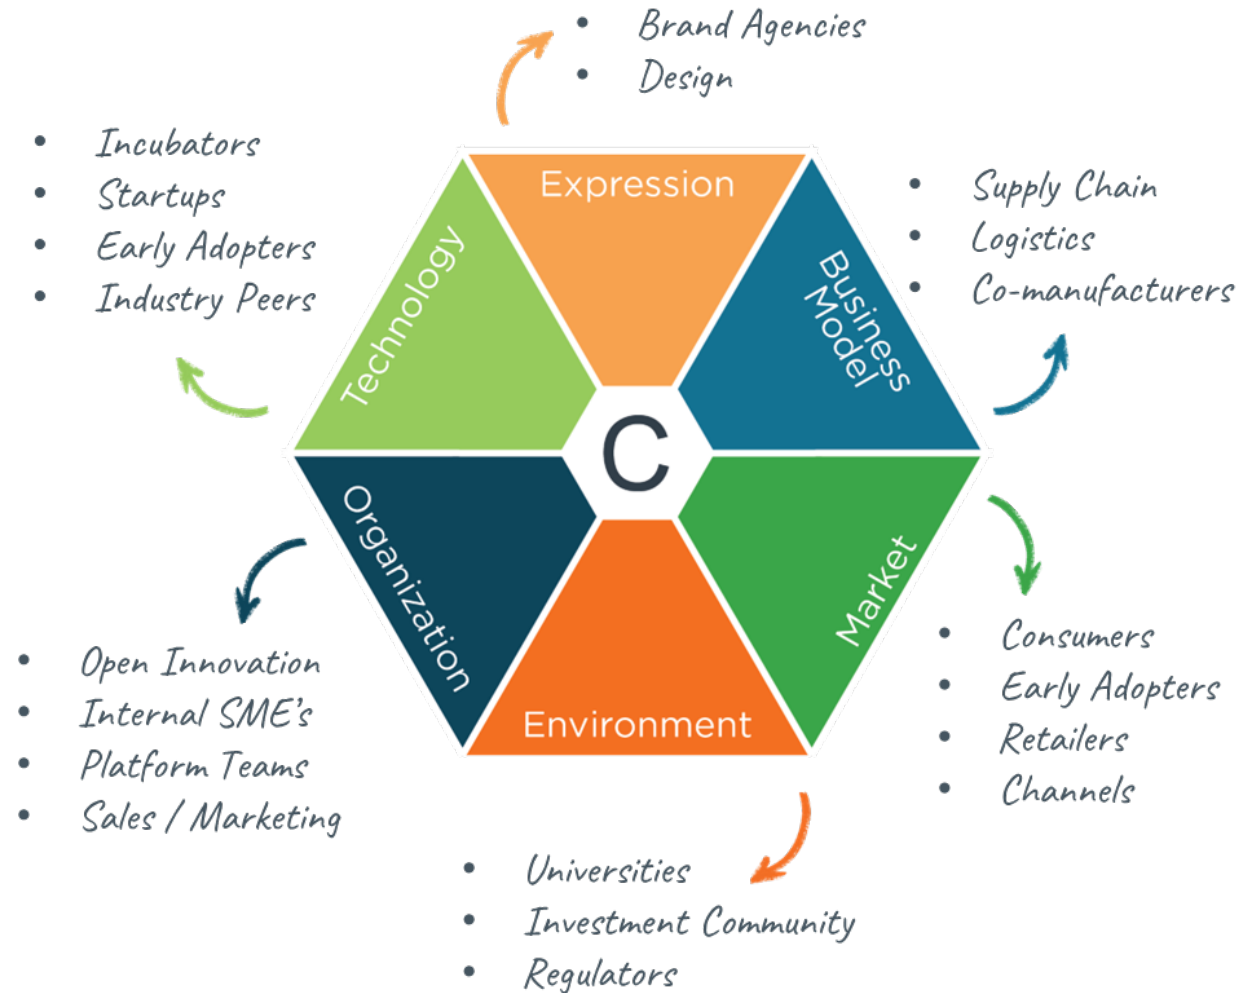 • Brand Agencies
• Design
• Incubators
• Startups
• Early Adopters
• Industry Peers
Expression
• Supply Chain
• Logistics
• Co-manufacturers
Technology
Business
Model
C
Organization
Market
• Open Innovation
• Internal SME's
• Platform Teams
• Sales / Marketing
Environment
• Consumers
• Early Adopters
• Retailers
• Channels
• Universities
• Investment Community
• Regulators